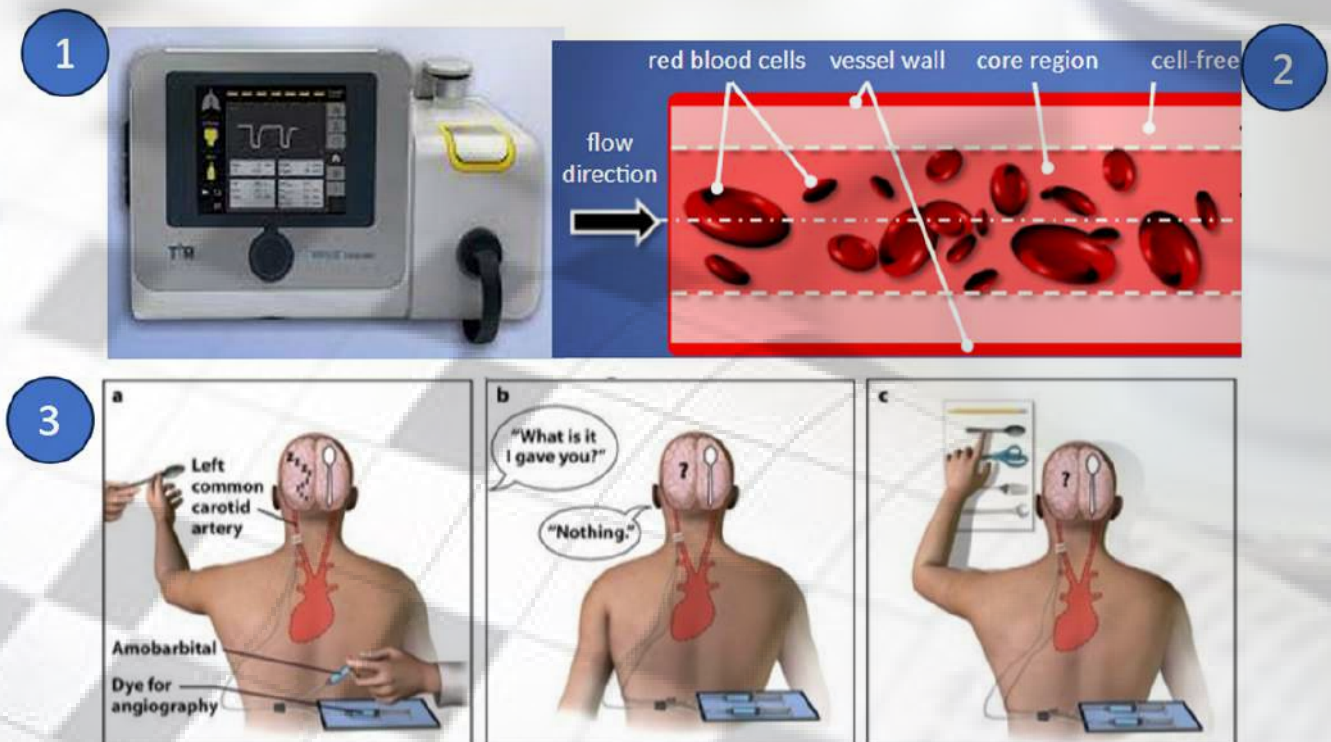 1
2
red blood cells vessel wall core region cell-free
flow
direction
3
a
Left
common
carotid
artery
Amobarbital
Dye for
angiography
b
"What is it
I gave you?"
?
"Nothing."
c
?